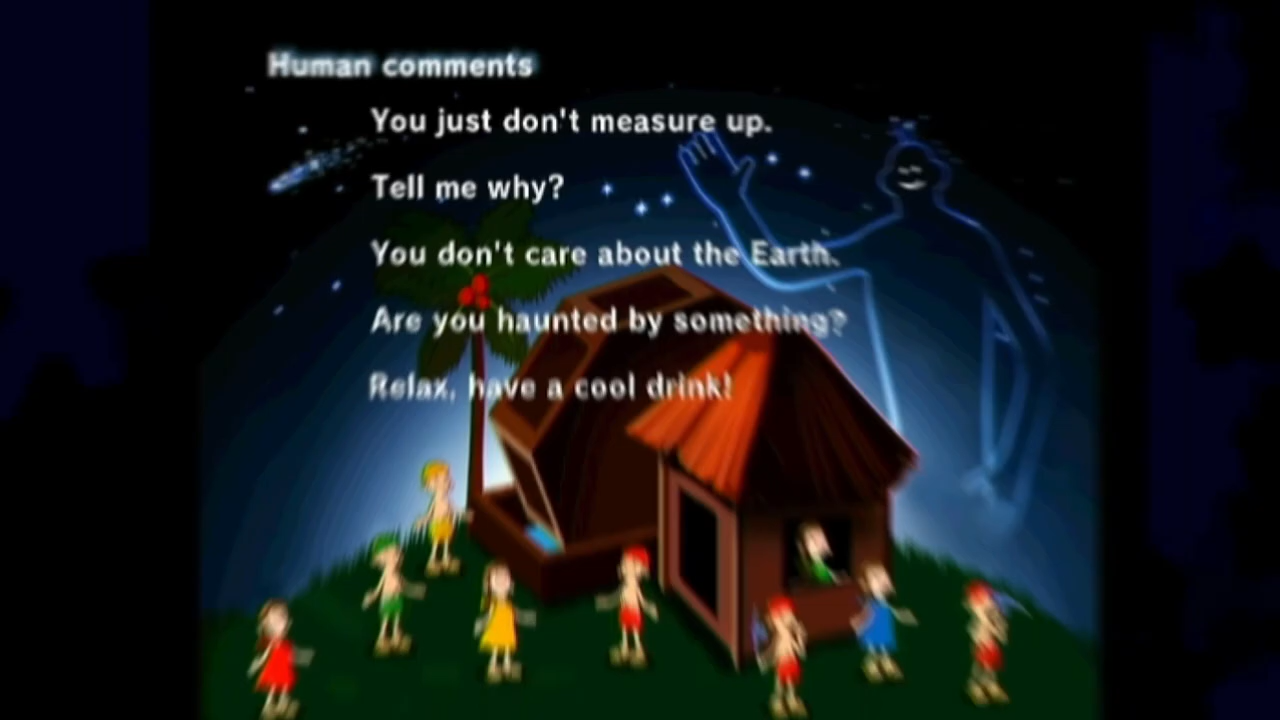 Human comments
You just don't measure up.
Tell me why?
You don't care about the Earth.
Are you haunted by something?
Relax, have a cool drink!